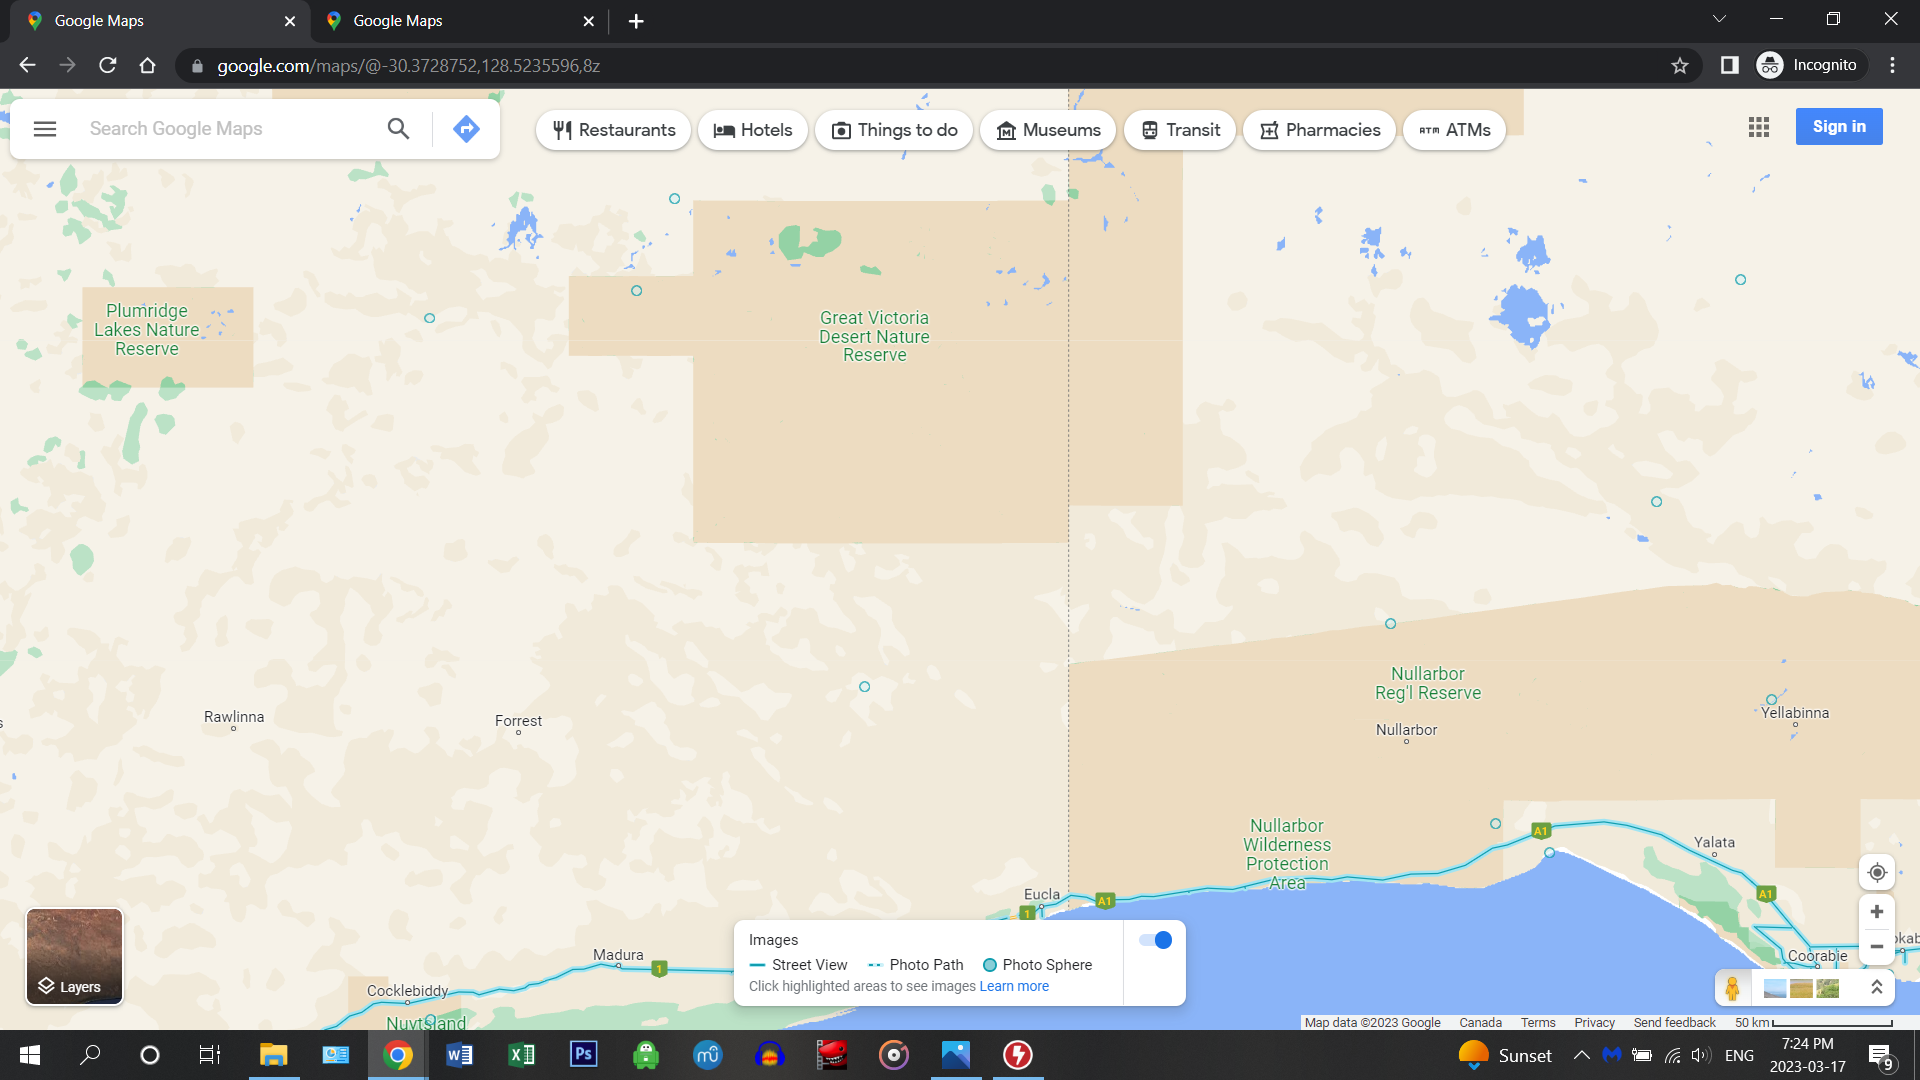 Google Maps
Google Maps
google.com/maps/@-30.3728752,128.5235596,8z
Incognito
Search Google Maps
Restaurants
Hotels
Things to do
Museums
Transit
Pharmacies
ATM ATMs
Sign in
Plumridge
Lakes Nature
Reserve
Great Victoria
Desert Nature
Reserve
Nullarbor
Reg'l Reserve
Rawlinna
Forrest
Nullarbor
Yellabinna
Nullarbor
Wilderness
Protection
Area
A1
Yalata
Eucla
A1
1
A1
Madura
1
Coorabie
Cocklebiddy
Nuytsland
Images
Street View
Photo Path
Photo Sphere
Click highlighted areas to see images Learn more
Layers
Map data ©2023 Google
Canada
Terms
Privacy
Send feedback
50 km
W
X
Ps
mu
Sunset
ENG
7:24 PM
2023-03-17
9